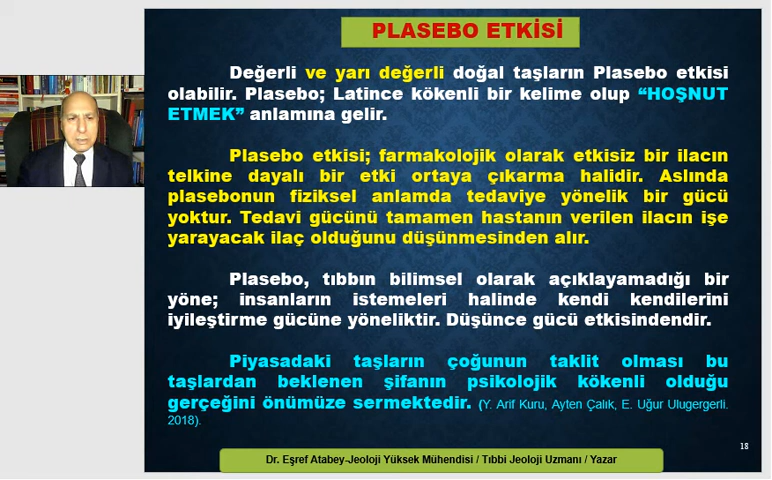 PLASEBO ETKİSİ
Değerli ve yarı değerli doğal taşların Plasebo etkisi
olabilir. Plasebo; Latince kökenli bir kelime olup “HOŞNUT
ETMEK” anlamına gelir.
Plasebo etkisi; farmakolojik olarak etkisiz bir ilacın
telkine dayalı bir etki ortaya çıkarma halidir. Aslında
plasebonun fiziksel anlamda tedaviye yönelik bir gücü
yoktur. Tedavi gücünü tamamen hastanın verilen ilacın işe
yarayacak ilaç olduğunu düşünmesinden alır.
Plasebo, tıbbın bilimsel olarak açıklayamadığı bir
yöne; insanların istemeleri halinde kendi kendilerini
iyileştirme gücüne yöneliktir. Düşünce gücü etkisindendir.
Piyasadaki taşların çoğunun taklit olması bu
taşlardan beklenen şifanın psikolojik kökenli olduğu
gerçeğini önümüze sermektedir. (Y. Arif Kuru, Ayten Çalık, E. Uğur Ulugergerli.
2018).
18
Dr. Eşref Atabey-Jeoloji Yüksek Mühendisi / Tıbbi Jeoloji Uzmanı / Yazar